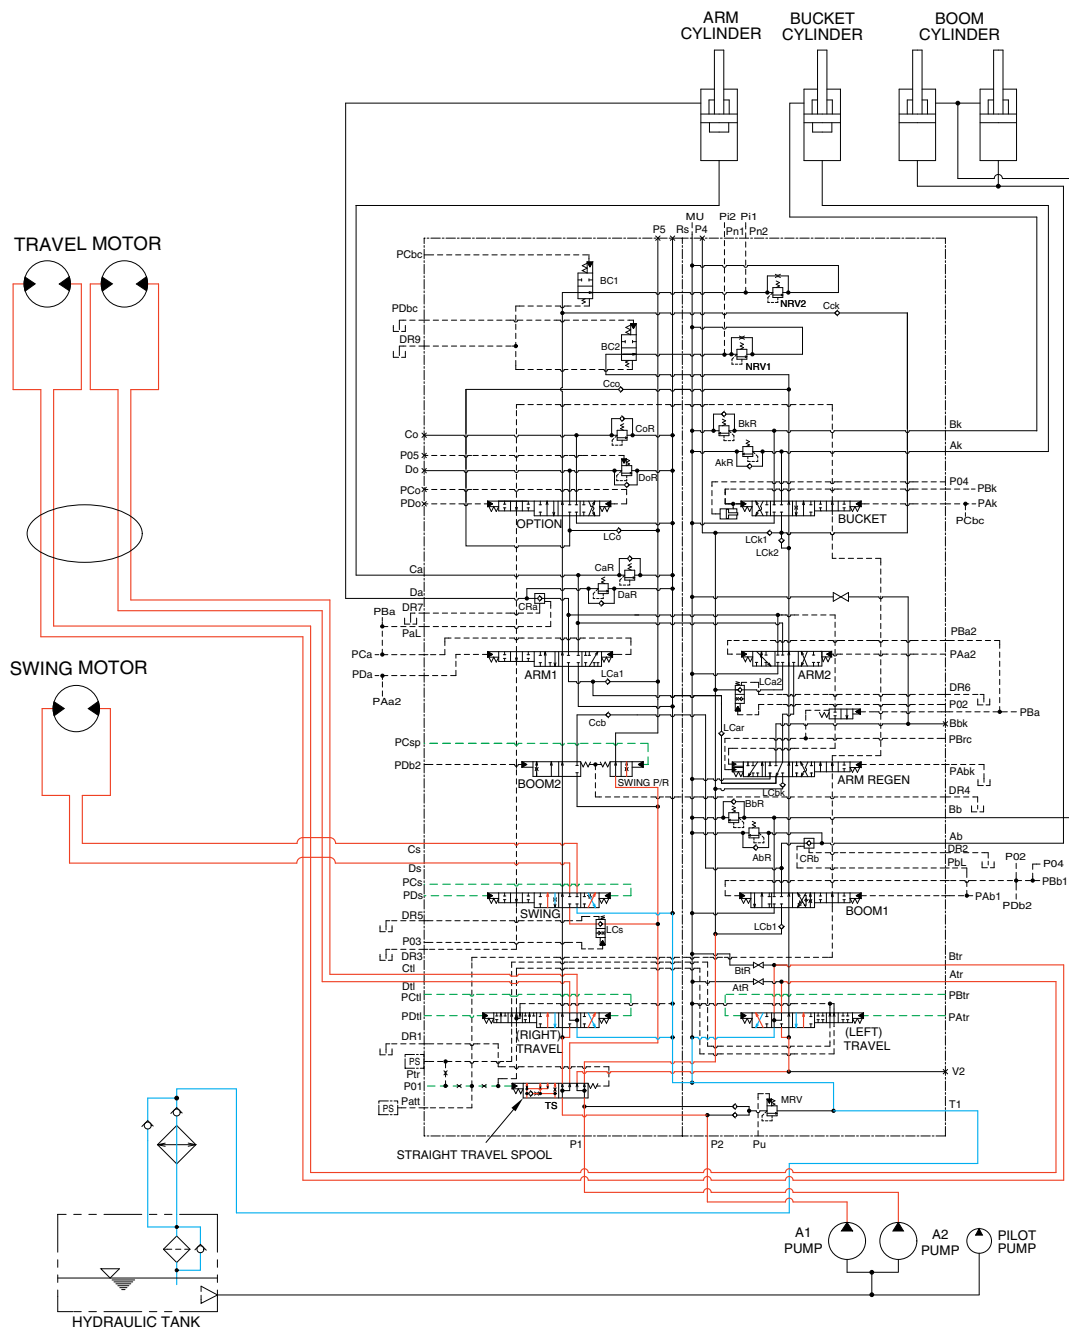 ARM
CYLINDER
BUCKET
CYLINDER
BOOM
CYLINDER
TRAVEL MOTOR
SWING MOTOR
P5
Rs
MU
P4
Pi2
Pn1
Pi1
Pn2
PCbc
BC1
NRV2
Cck
PDbc
DR9
BC2
NRV1
Cco
Co
CoR
BkR
Bk
Ak
P05
Do
DoR
AkR
P04
PCo
PBk
PDo
PAk
OPTION
BUCKET
PCbc
LCo
LCk1
LCk2
Ca
CaR
Da
DaR
CRa
PBa
DR7
PaL
PBa2
PCa
PAa2
ARM1
ARM2
PDa
LCa1
LCa2
PAa2
DR6
P02
PBa
Ccb
LCar
Bbk
PCsp
PBrc
PDb2
PAbk
BOOM2
SWING P/R
ARM REGEN
LCbk
DR4
BbR
Bb
Cs
AbR
CRb
Ab
DR2
Ds
PbL
P02
P04
PCs
PBb1
PDs
PAb1
PDb2
SWING
BOOM1
DR5
LCs
LCb1
P03
DR3
Ctl
BtR
Btr
AtR
Atr
Dtl
PCtl
PBtr
PDtl
PAtr
(RIGHT)
TRAVEL
(LEFT)
TRAVEL
DR1
PS
Ptr
V2
P01
Patt
PS
TS
MRV
T1
P1
P2
Pu
STRAIGHT TRAVEL SPOOL
A1
PUMP
A2
PUMP
PILOT
PUMP
HYDRAULIC TANK